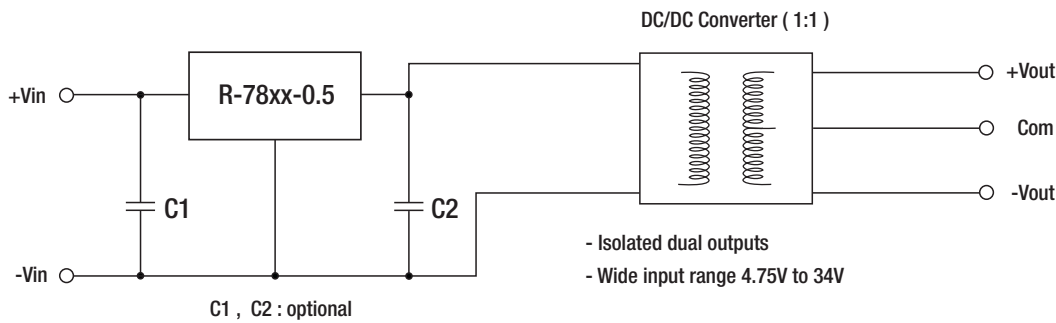 DC/DC Converter ( 1:1 )
+Vin
R-78xx-0.5
+Vout
Com
-Vout
C1
C2
-Vin
- Isolated dual outputs
- Wide input range 4.75V to 34V
C1 , C2 : optional